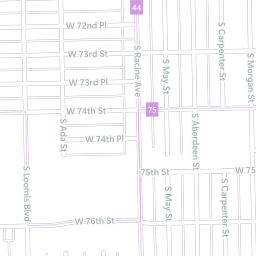 44
W 72nd Pl
W 73rd St
S Racine Ave
S May St
S Carpenter St
S Morgan St
W 73rd Pl
75
W 74th St
S Ada St
W 74th Pl
S Aberdeen St
S Loomis Blvd
75th St
W 75
S May St
S Carpenter St
W 76th St